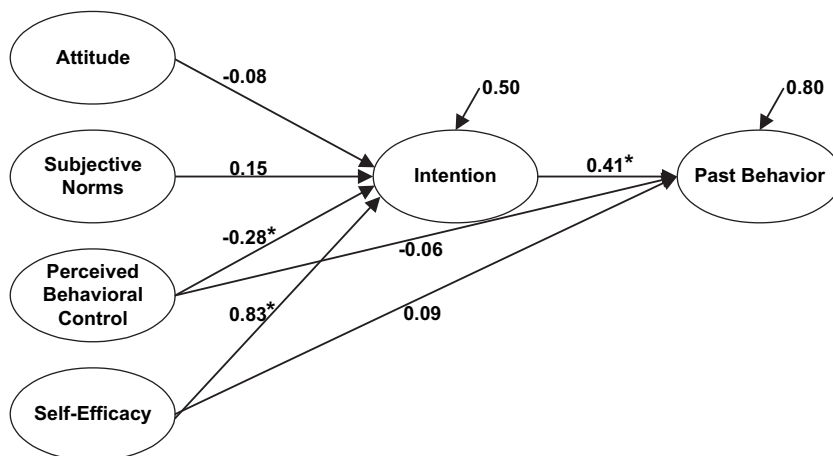 Attitude
-0.08
0.50
0.80
Subjective
Norms
0.15
Intention
0.41*
Past Behavior
-0.28*
-0.06
Perceived
Behavioral
Control
0.83*
0.09
Self-Efficacy